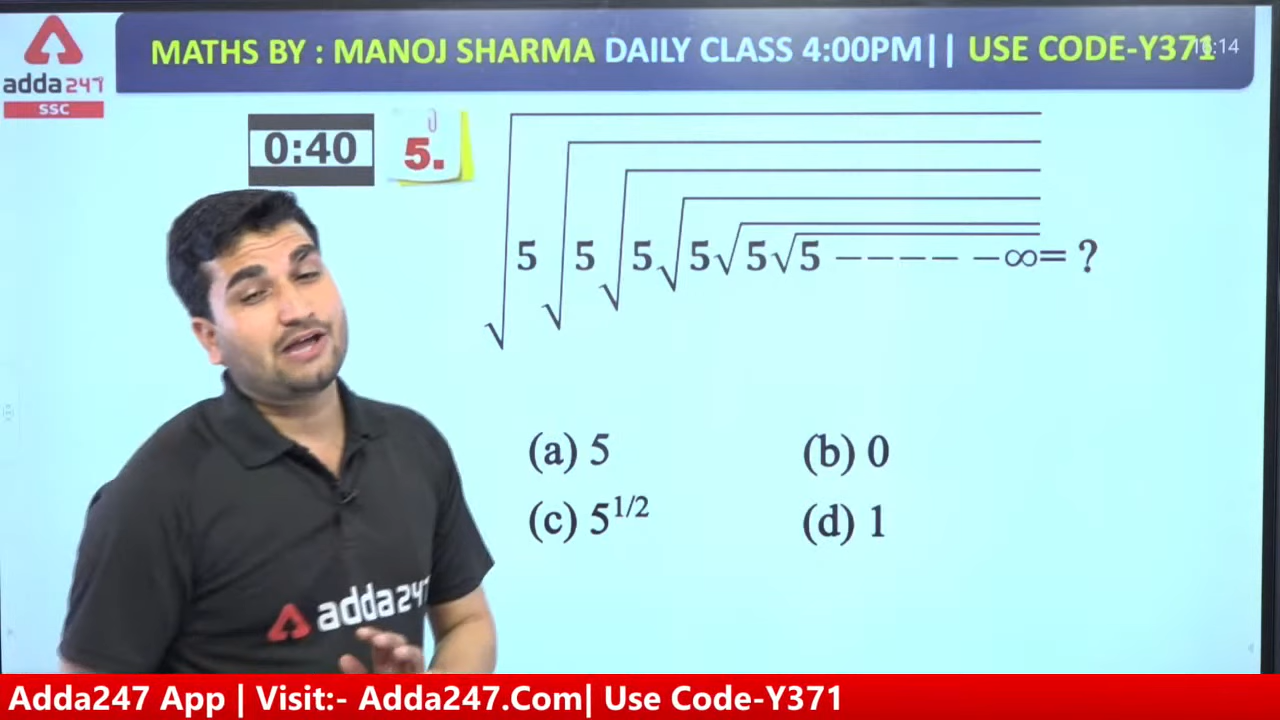 adda247
SSC
MATHS BY : MANOJ SHARMA DAILY CLASS 4:00PM|| USE CODE-Y371
:14
0:40
5.
√5√5√5√5√5√5 – – – – – ∞ = ?
(a) 5
(b) 0
(c) 5^1/2
(d) 1
adda247
Adda247 App | Visit:- Adda247.Com| Use Code-Y371